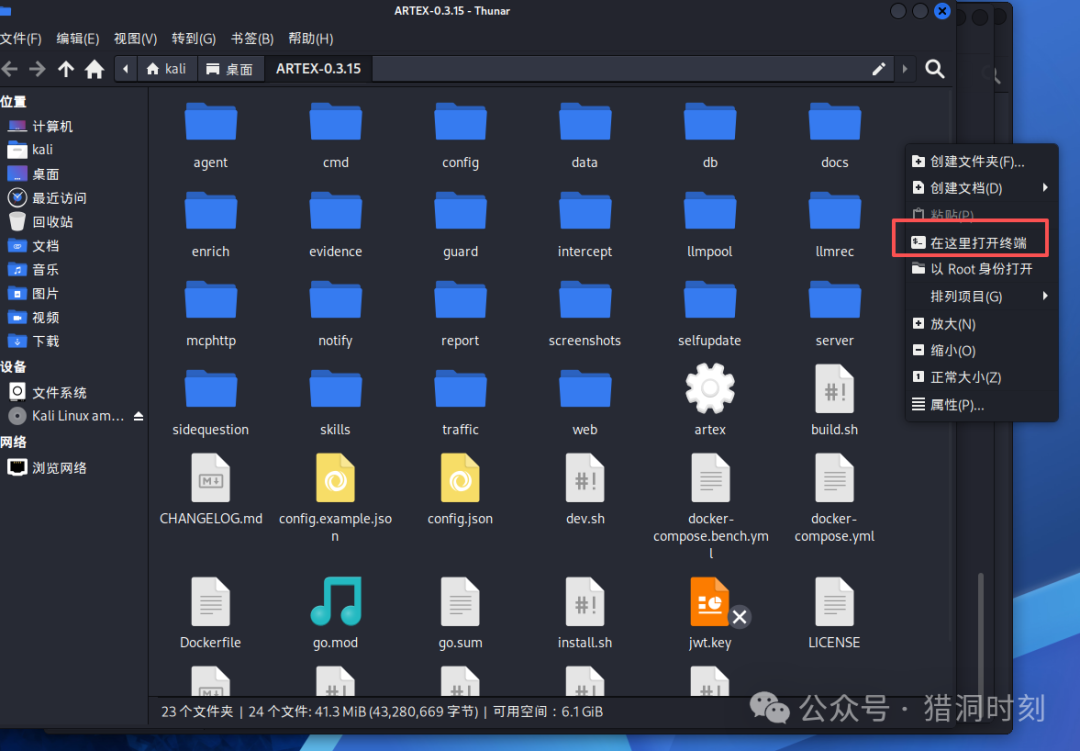 ARTEX-0.3.15 - Thunar
文件(F) 编辑(E) 视图(V) 转到(G) 书签(B) 帮助(H)
kali 桌面 ARTEX-0.3.15
位置
计算机
kali
桌面
最近访问
回收站
文档
音乐
图片
视频
下载
设备
文件系统
Kali Linux am...
网络
浏览网络
agent cmd config data db docs
enrich evidence guard intercept llmpool llmrec
mcphttp notify report screenshots selfupdate server
sidequestion skills traffic web artex build.sh
CHANGELOG.md config.example.jso config.json dev.sh docker- docker-
n compose.bench.ym compose.yml
l
Dockerfile go.mod go.sum install.sh jwt.key LICENSE
23 个文件夹 | 24 个文件: 41.3 MiB (43,280,669 字节) | 可用空间：6.1 GiB
创建文件夹(F)...
创建文档(D)
粘贴(P)
在这里打开终端
以 Root 身份打开
排列项目(G)
放大(N)
缩小(O)
正常大小(Z)
属性(P)...
公众号 · 猎洞时刻